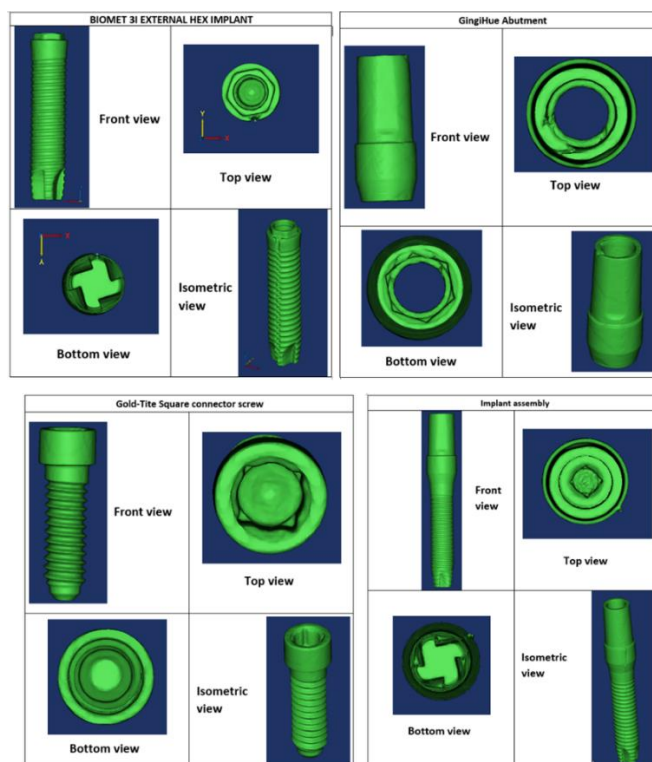 BIOMET 3I EXTERNAL HEX IMPLANT
Front view
Y
X
Top view
X
Y
Bottom view
Isometric
view
GingiHue Abutment
Front view
Top view
Bottom view
Isometric
view
Gold-Tite Square connector screw
Front view
Top view
Bottom view
Isometric
view
Implant assembly
Front
view
Top view
Bottom view
Isometric
view